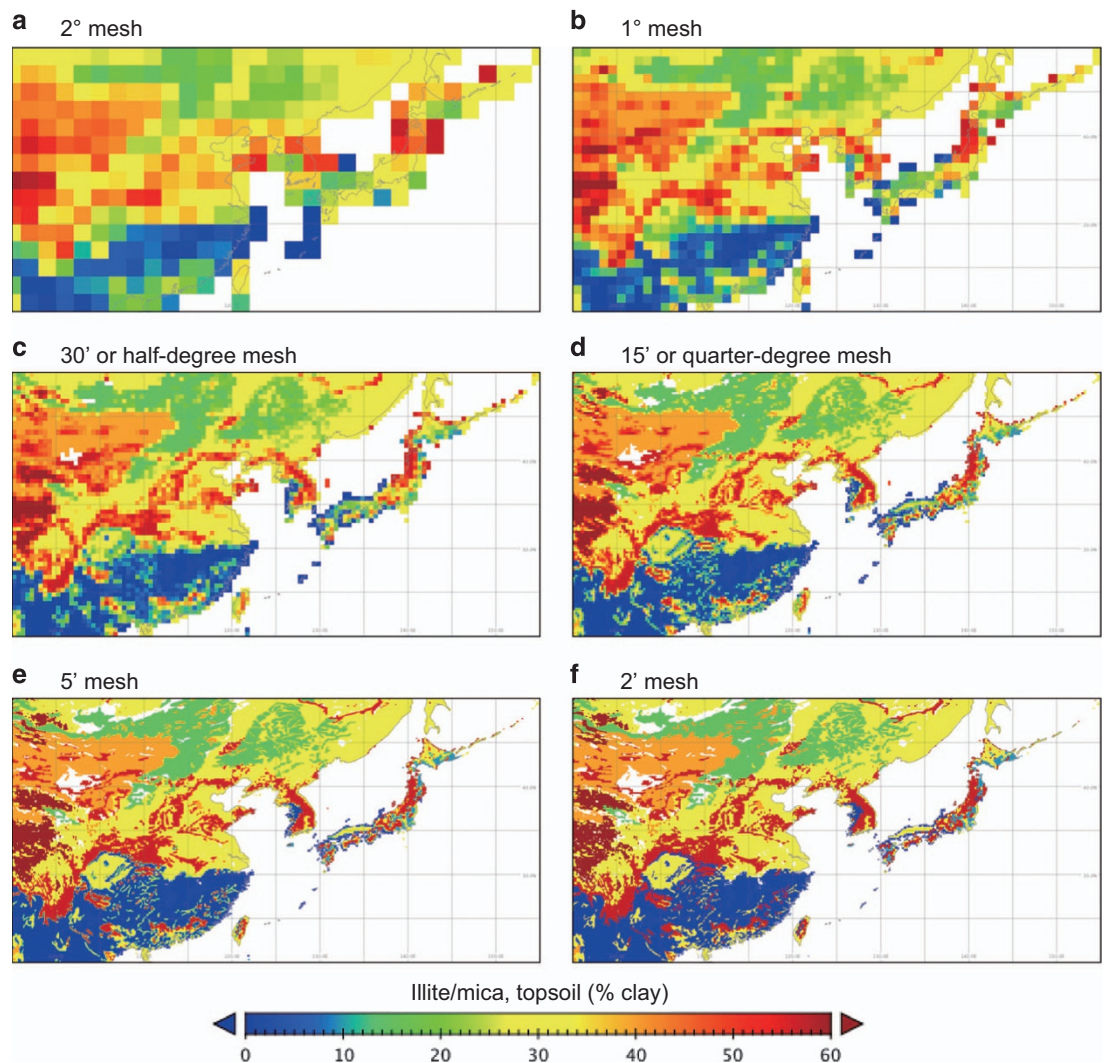 a 2° mesh
b 1° mesh
c 30' or half-degree mesh
d 15' or quarter-degree mesh
e 5' mesh
f 2' mesh
Illite/mica, topsoil (% clay)
0 10 20 30 40 50 60